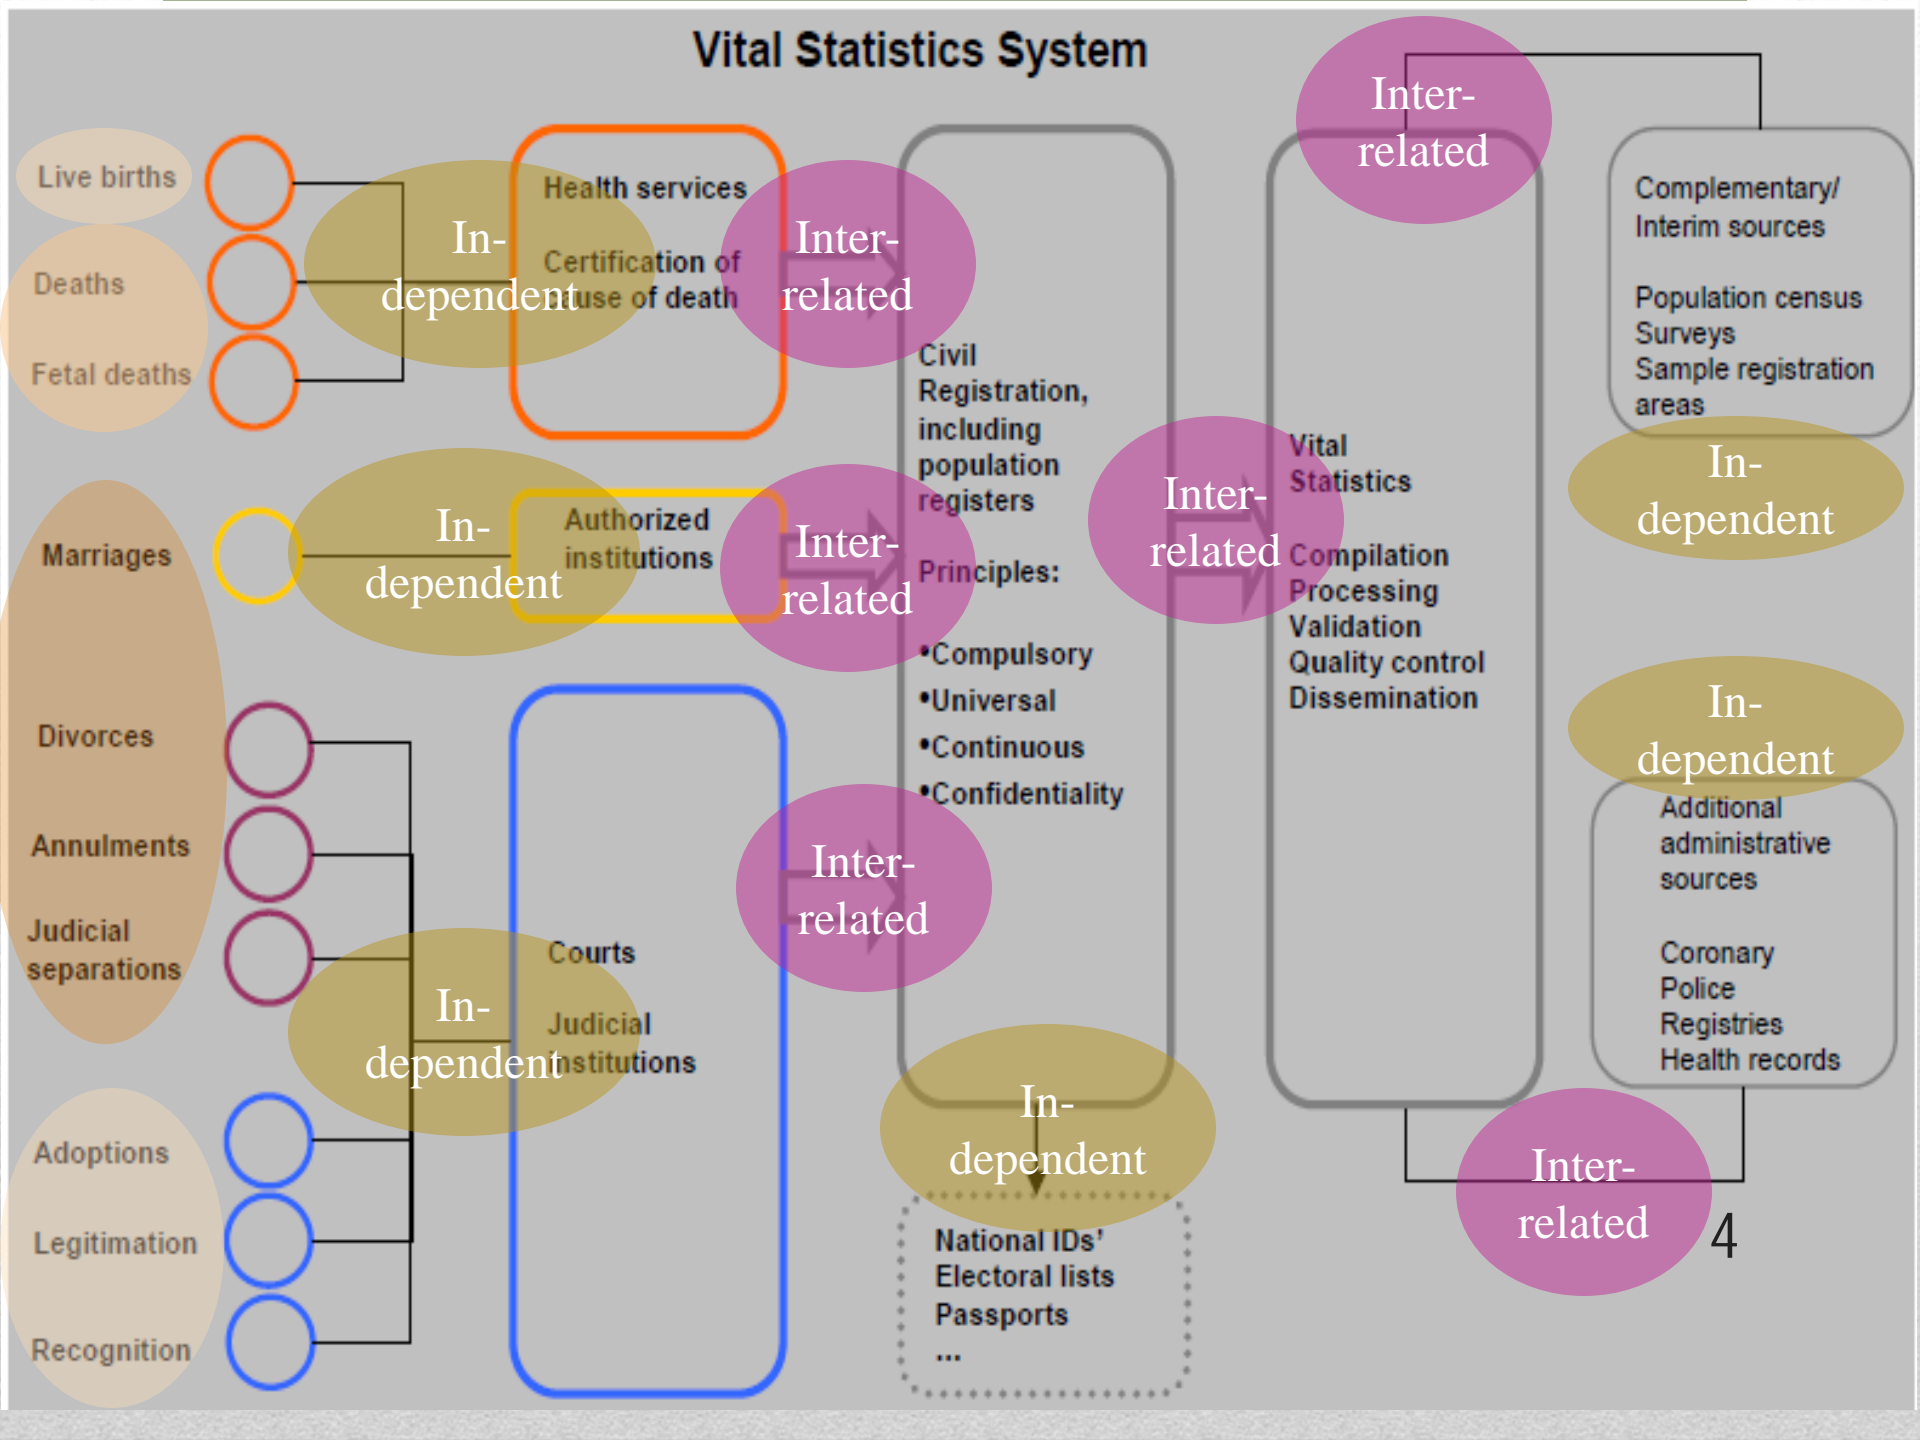 Vital Statistics System
Live births
Deaths
Fetal deaths
Marriages
Divorces
Annulments
Judicial
separations
Adoptions
Legitimation
Recognition
In-
dependent
In-
dependent
In-
dependent
Health services
Certification of
cause of death
Authorized
institutions
Courts
Judicial
institutions
Inter-
related
Inter-
related
Inter-
related
Civil
Registration,
including
population
registers
Principles:
•Compulsory
•Universal
•Continuous
•Confidentiality
In-
dependent
National IDs’
Electoral lists
Passports
...
Inter-
related
Vital
Statistics
Compilation
Processing
Validation
Quality control
Dissemination
Inter-
related
Complementary/
Interim sources
Population census
Surveys
Sample registration
areas
In-
dependent
In-
dependent
Additional
administrative
sources
Coronary
Police
Registries
Health records
Inter-
related
4